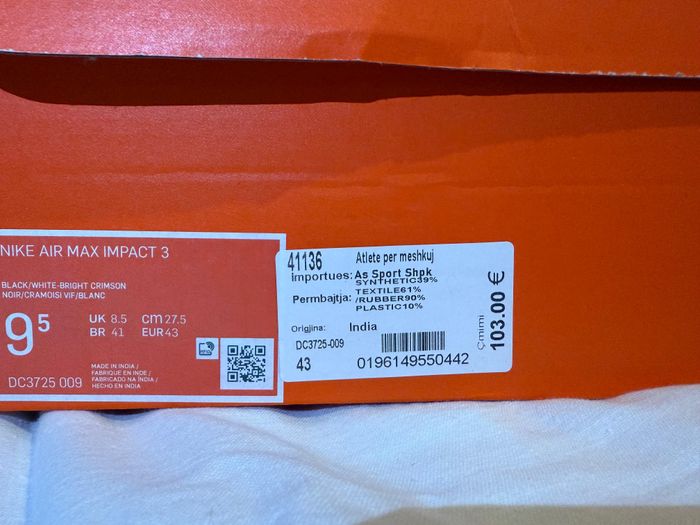 NIKE AIR MAX IMPACT 3
BLACK/WHITE-BRIGHT CRIMSON
NOIR/CRAMOISI VIF/BLANC
9⁵
UK 8.5 CM 27.5
BR 41 EUR 43
MADE IN INDIA /
FABRIQUE EN INDE /
FABRICADO NA ÍNDIA /
HECHO EN INDIA
DC3725 009
41136 Atlete per meshkuj
importues: As Sport Shpk
SYNTHETIC39%
Permbajtja: TEXTILE61%
/RUBBER90%
PLASTIC10%
Origjina: India
DC3725-009
43 0196149550442
Çmimi
103.00 €